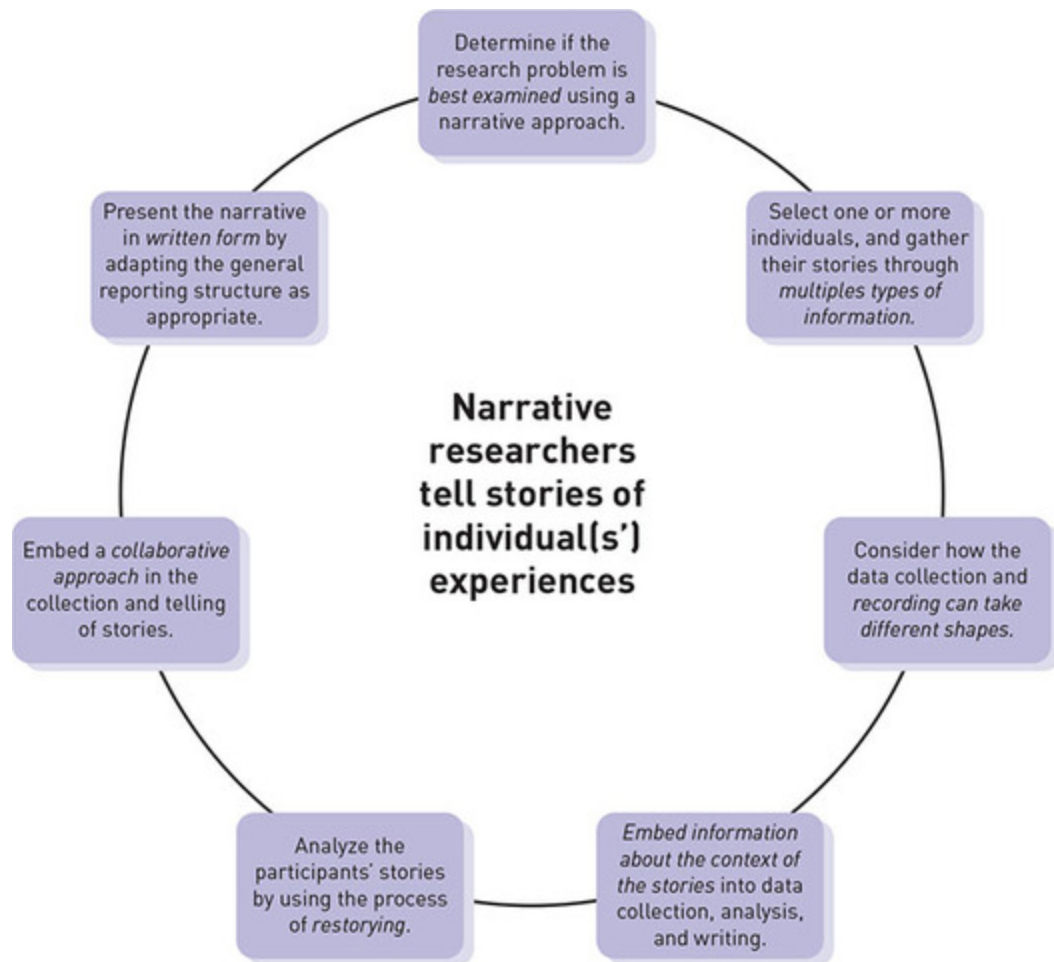 Determine if the
research problem is
best examined using a
narrative approach.
Select one or more
individuals, and gather
their stories through
multiples types of
information.
Consider how the
data collection and
recording can take
different shapes.
Embed information
about the context of
the stories into data
collection, analysis,
and writing.
Analyze the
participants’ stories
by using the process
of restorying.
Embed a collaborative
approach in the
collection and telling
of stories.
Present the narrative
in written form by
adapting the general
reporting structure as
appropriate.
Narrative
researchers
tell stories of
individual(s’)
experiences